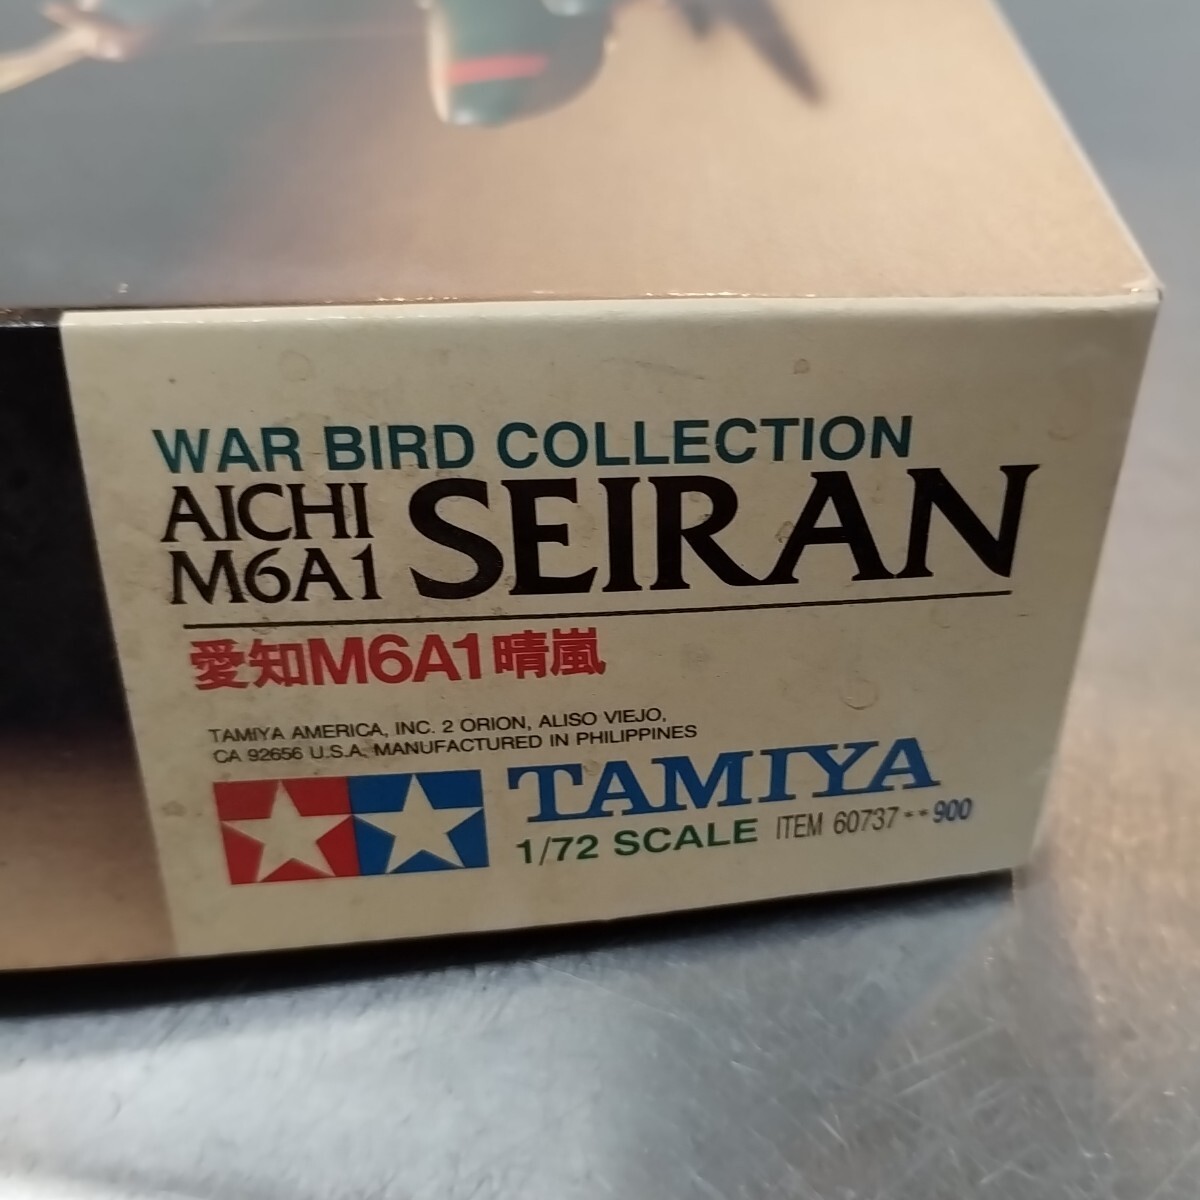 WAR BIRD COLLECTION
AICHI
M6A1 SEIRAN
愛知M6A1晴嵐
TAMIYA AMERICA, INC. 2 ORION, ALISO VIEJO,
CA 92656 U.S.A. MANUFACTURED IN PHILIPPINES
TAMIYA
1/72 SCALE ITEM 60737**900